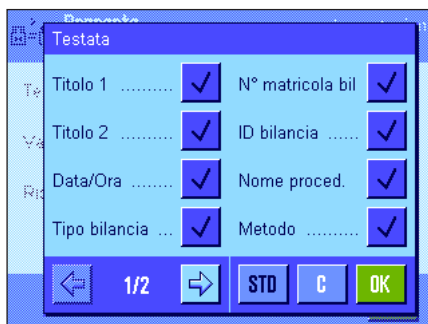 Testata
Titolo 1 .......... N° matricola bil
Titolo 2 .......... ID bilancia ......
Data/Ora ........ Nome proced.
Tipo bilancia ... Metodo ..........
1/2 STD C OK